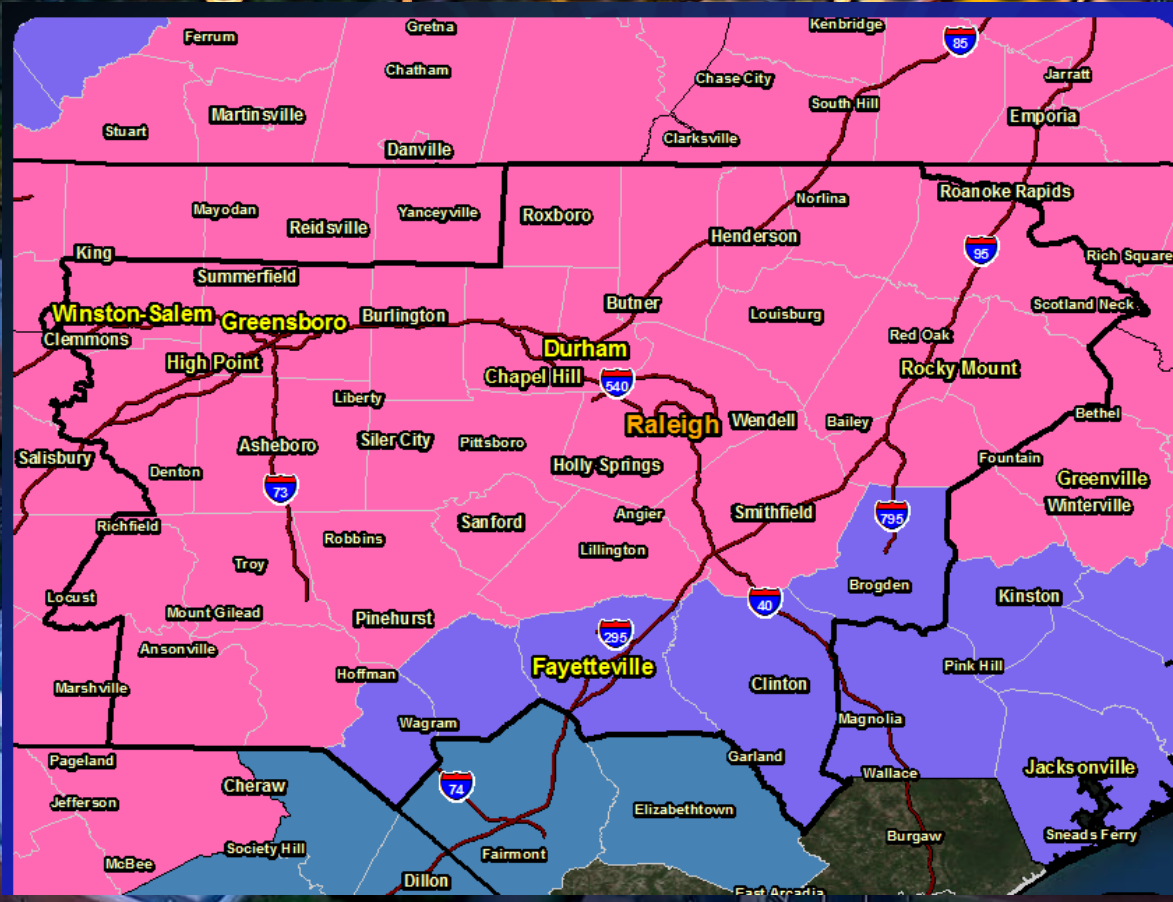 Ferrum
Gretna
Kenbridge
85
Chatham
Chase City
Jarratt
South Hill
Martinsville
Emporia
Stuart
Clarksville
Danville
Roanoke Rapids
Norlina
Mayodan
Yanceyville
Roxboro
Reidsville
Henderson
King
95
Rich Square
Summerfield
Butner
Scotland Neck
Winston-Salem
Greensboro
Burlington
Louisburg
Clemmons
Red Oak
Durham
High Point
Chapel Hill
540
Rocky Mount
Liberty
Bethel
Raleigh
Wendell
Bailey
Asheboro
Siler City
Pittsboro
Salisbury
Denton
Holly Springs
Fountain
Greenville
73
Winterville
Richfield
Sanford
Angier
Smithfield
795
Robbins
Lillington
Troy
Brogden
Locust
Kinston
40
Mount Gilead
Pinehurst
295
Ansonville
Fayetteville
Pink Hill
Hoffman
Marshville
Clinton
Wagram
Magnolia
Pageland
Garland
Jacksonville
Cheraw
74
Wallace
Jefferson
Elizabethtown
Burgaw
Sneads Ferry
Society Hill
Fairmont
McBee
Dillon
East Arcadia